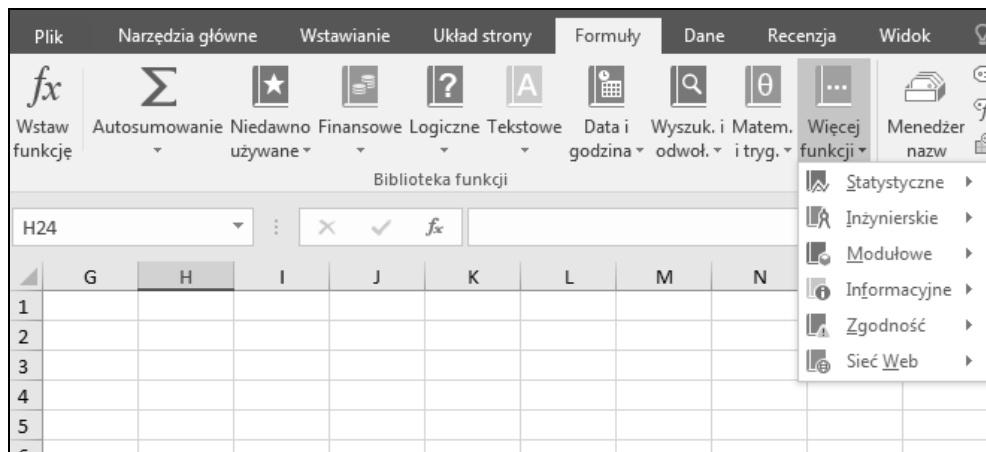 Plik Narzędzia główne Wstawianie Układ strony Formuły Dane Recenzja Widok
fx Σ ? A θ ...
Wstaw funkcję
Autosumowanie
Niedawno używane
Finansowe
Logiczne
Tekstowe
Data i godzina
Wyszuk. i odwoł.
Matem. i tryg.
Więcej funkcji
Menedżer nazw
Biblioteka funkcji
Statystyczne
Inżynierskie
Modułowe
Informacyjne
Zgodność
Sieć Web
H24 fx
G H I J K L M N
1
2
3
4
5